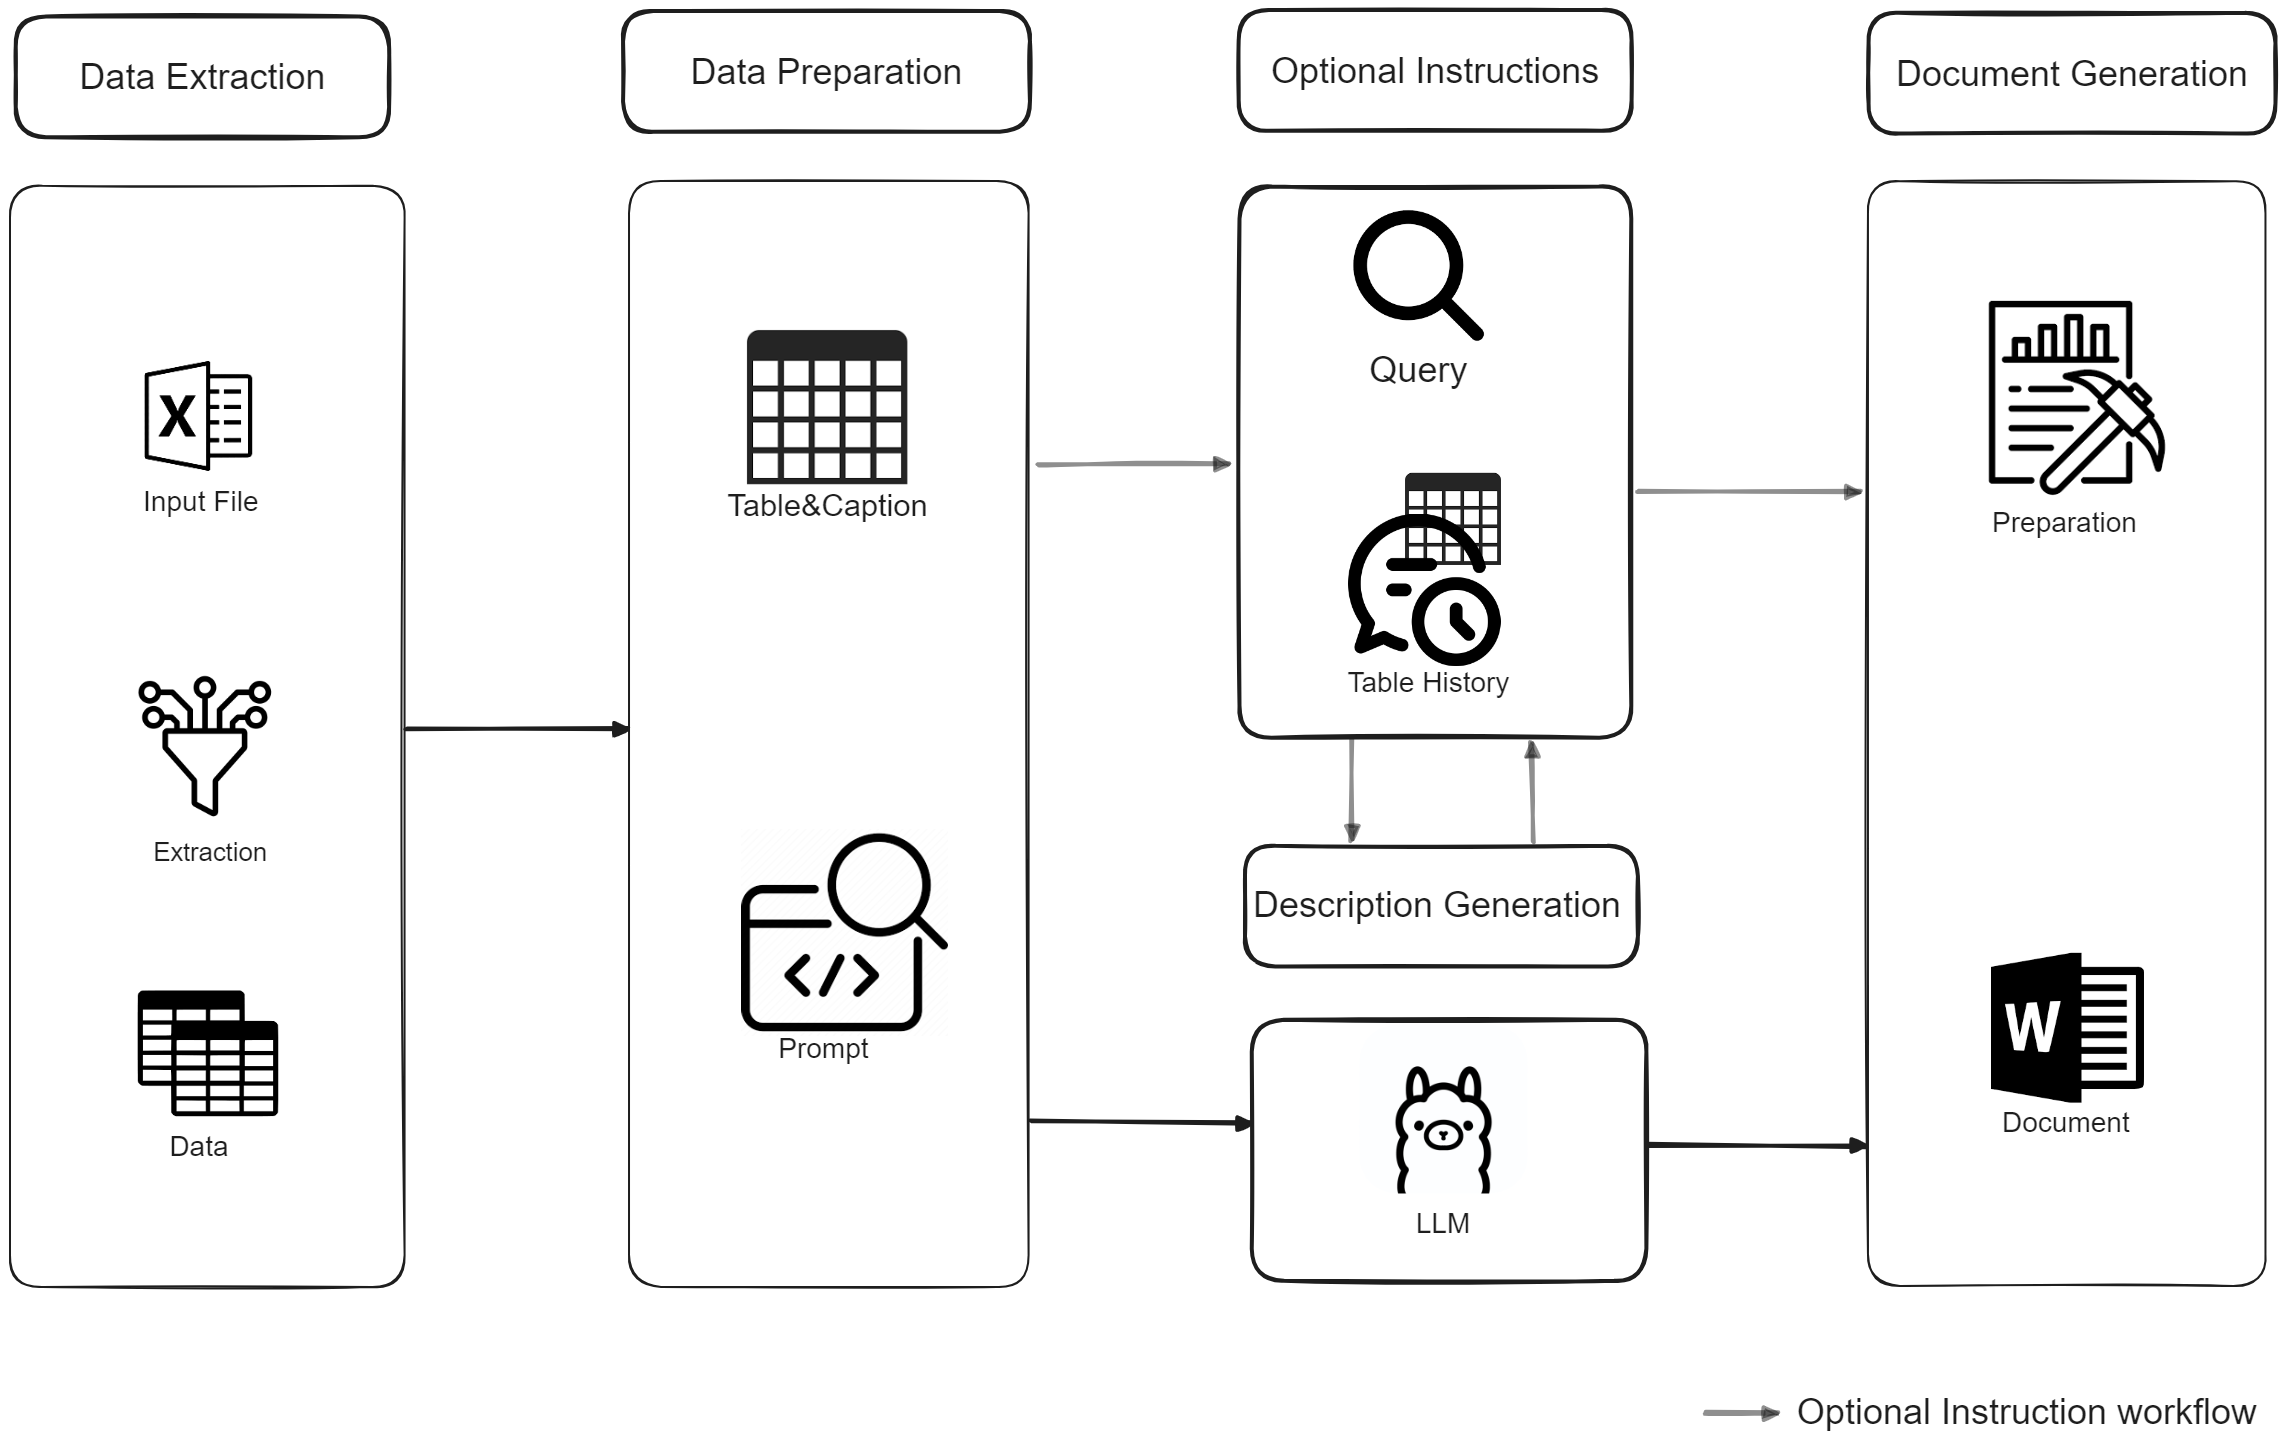 Data Extraction
Data Preparation
Optional Instructions
Document Generation
X
Input File
Extraction
Data
Table&Caption
</>
Prompt
Query
Table History
Description Generation
LLM
Preparation
W
Document
Optional Instruction workflow